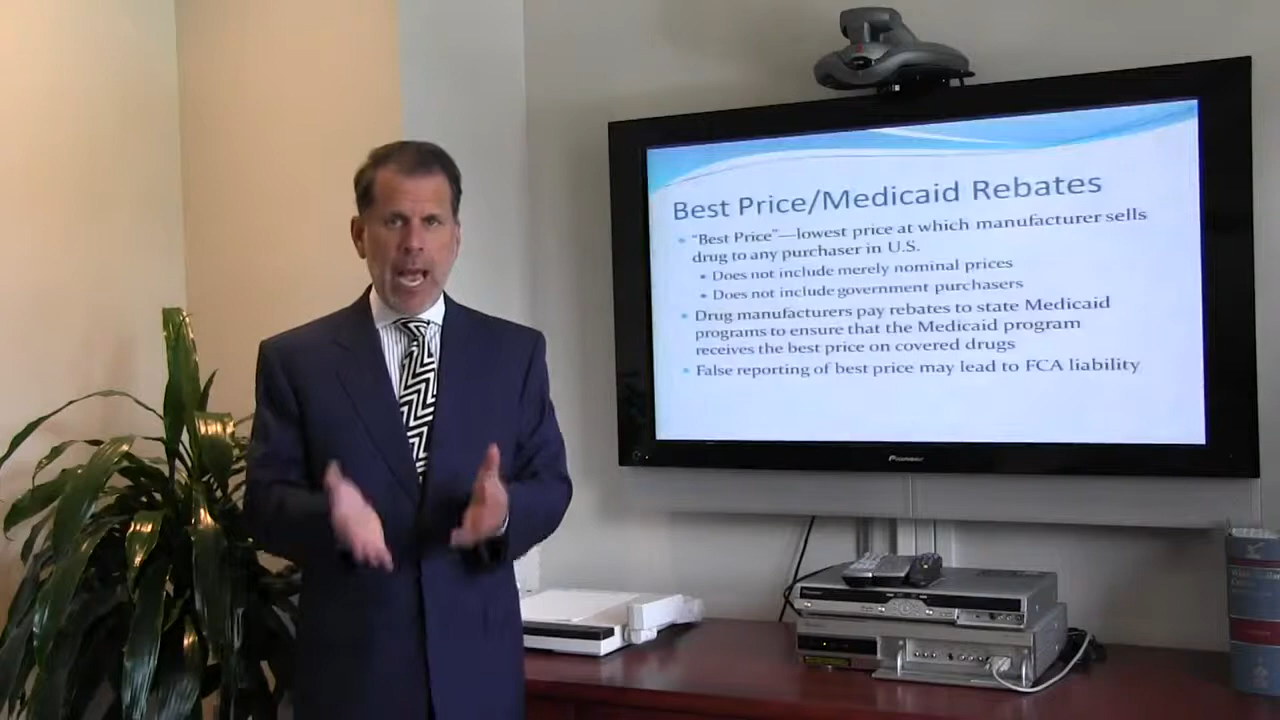 Best Price/Medicaid Rebates
• "Best Price"—lowest price at which manufacturer sells
drug to any purchaser in U.S.
• Does not include merely nominal prices
• Does not include government purchasers
• Drug manufacturers pay rebates to state Medicaid
programs to ensure that the Medicaid program
receives the best price on covered drugs
• False reporting of best price may lead to FCA liability
Pioneer